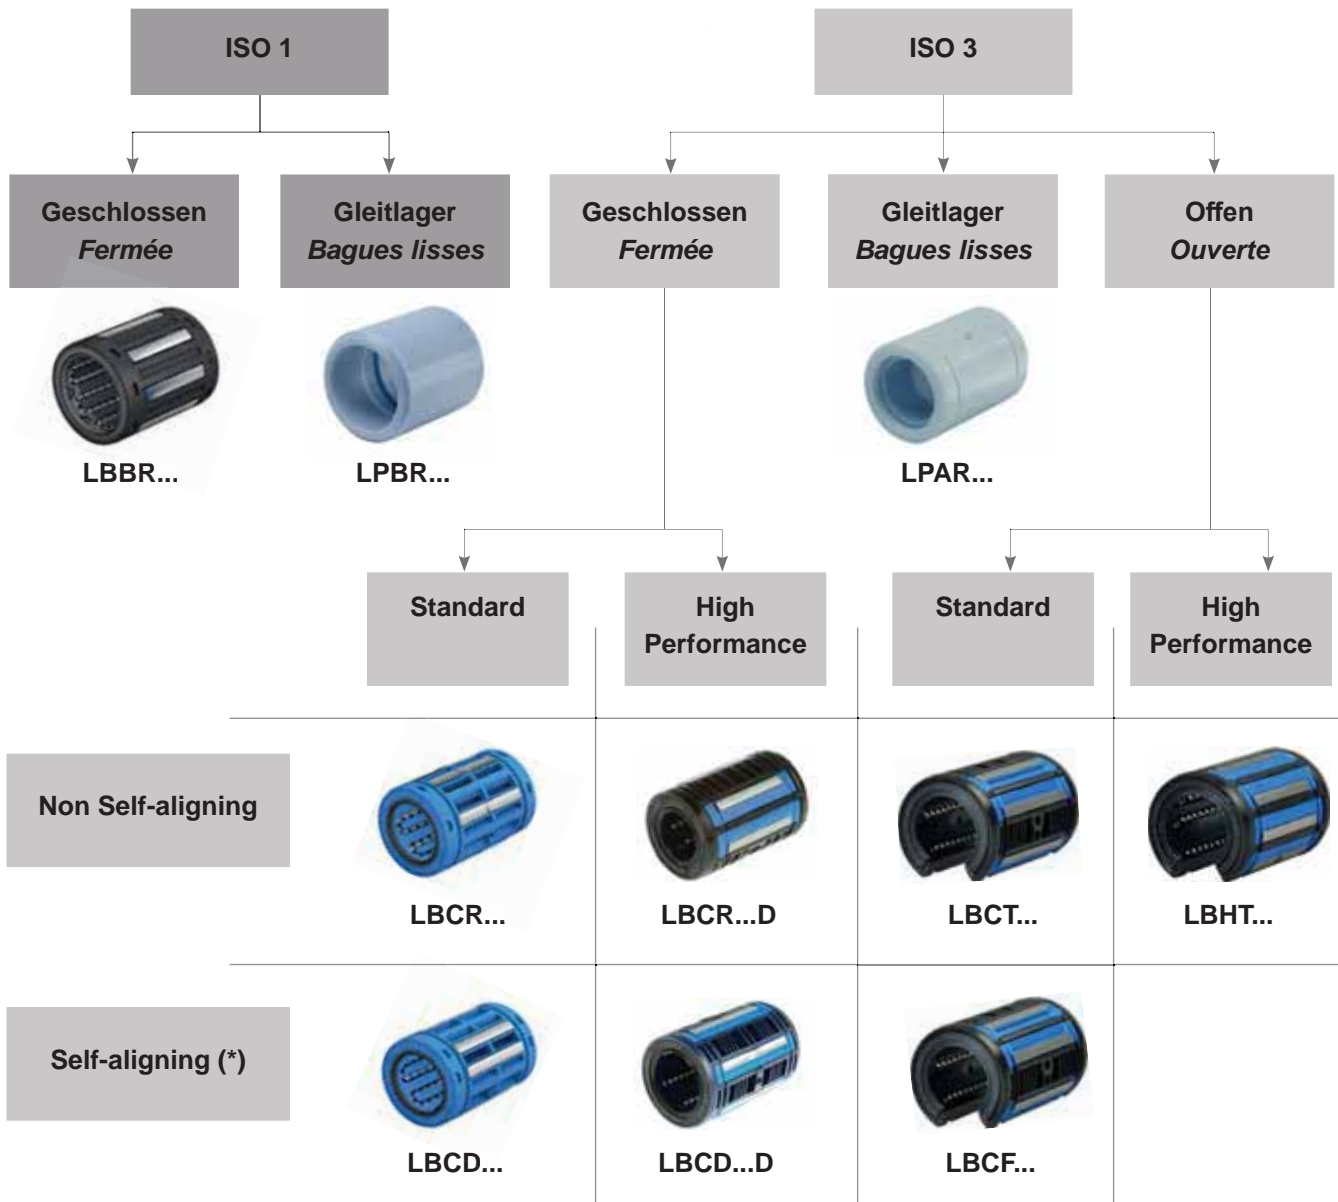 ISO 1
ISO 3
Geschlossen
Fermée
Gleitlager
Bagues lisses
Geschlossen
Fermée
Gleitlager
Bagues lisses
Offen
Ouverte
LBBR...
LPBR...
LPAR...
Standard
High
Performance
Standard
High
Performance
Non Self-aligning
LBCR...
LBCR...D
LBCT...
LBHT...
Self-aligning (*)
LBCD...
LBCD...D
LBCF...